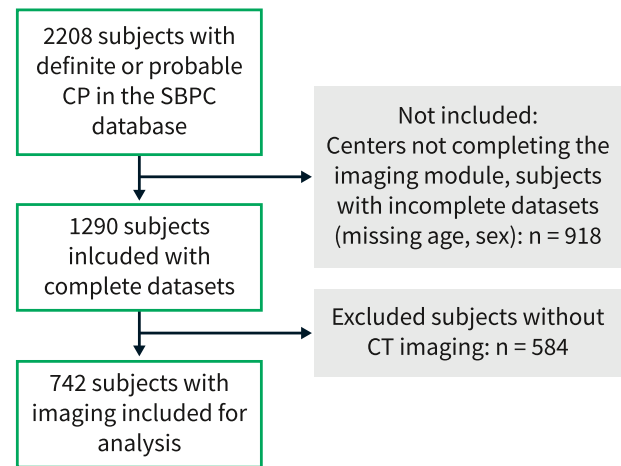 2208 subjects with
definite or probable
CP in the SBPC
database
Not included:
Centers not completing the
imaging module, subjects
with incomplete datasets
(missing age, sex): n = 918
1290 subjects
inlcuded with
complete datasets
Excluded subjects without
CT imaging: n = 584
742 subjects with
imaging included for
analysis